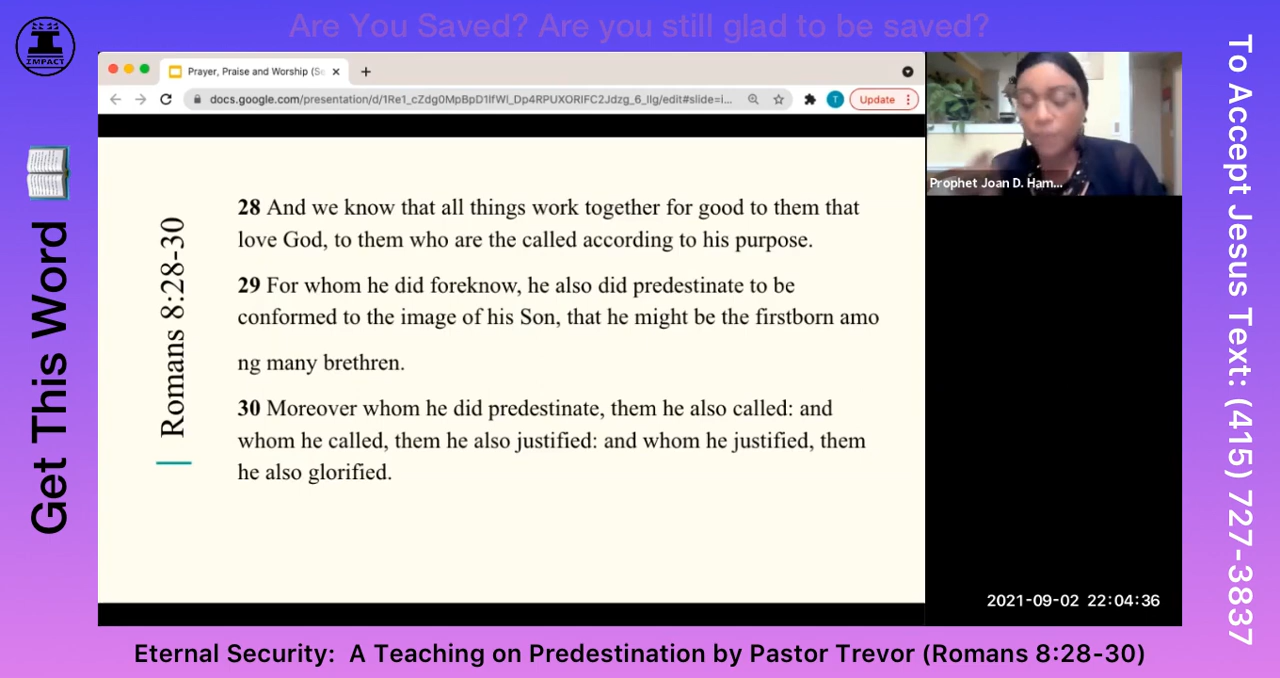 Are You Saved? Are you still glad to be saved?
IMPACT
Prayer, Praise and Worship (S
docs.google.com/presentation/d/1Re1_cZdg0MpBpD1lfWl_Dp4RPUXORlFC2Jdzg_6_llg/edit#slide=i...
T
Update
Prophet Joan D. Ham...
Get This Word
Romans 8:28-30
28 And we know that all things work together for good to them that
love God, to them who are the called according to his purpose.
29 For whom he did foreknow, he also did predestinate to be
conformed to the image of his Son, that he might be the firstborn amo
ng many brethren.
30 Moreover whom he did predestinate, them he also called: and
whom he called, them he also justified: and whom he justified, them
he also glorified.
To Accept Jesus Text: (415) 727-3837
2021-09-02 22:04:36
Eternal Security: A Teaching on Predestination by Pastor Trevor (Romans 8:28-30)